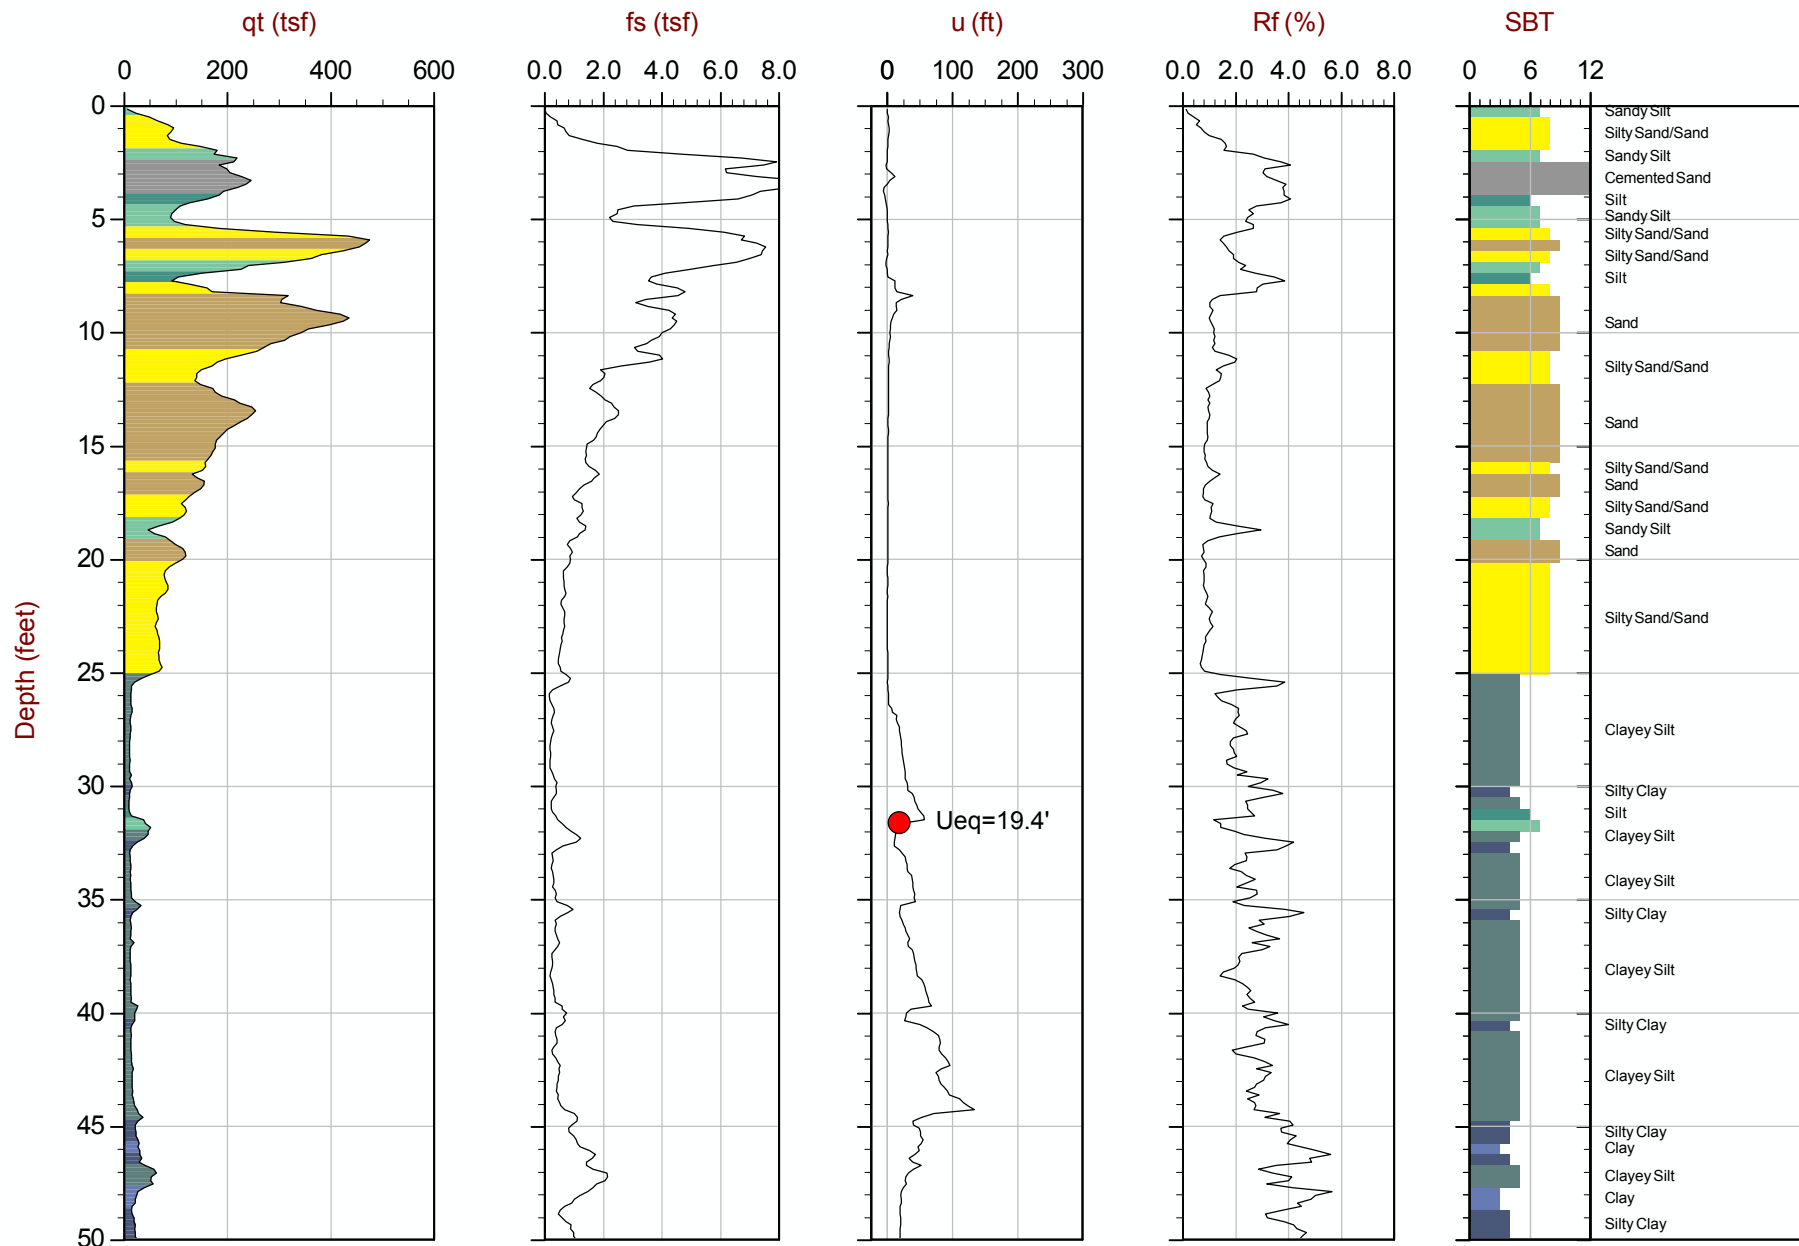 qt (tsf) fs (tsf) u (ft) Rf (%) SBT
0 200 400 600 0.0 2.0 4.0 6.0 8.0 0 100 200 300 0.0 2.0 4.0 6.0 8.0 0 6 12
0
Sandy Silt
Silty Sand/Sand
Sandy Silt
Cemented Sand
Silt
Sandy Silt
5
Silty Sand/Sand
Silty Sand/Sand
Silt
Sand
10
Silty Sand/Sand
Sand
15
Silty Sand/Sand
Sand
Silty Sand/Sand
Sandy Silt
Sand
20
Silty Sand/Sand
Depth (feet)
25
Clayey Silt
30
Silty Clay
Silt
Ueq=19.4'
Clayey Silt
Clayey Silt
35
Silty Clay
Clayey Silt
40
Silty Clay
Clayey Silt
45
Silty Clay
Clay
Clayey Silt
Clay
Silty Clay
50